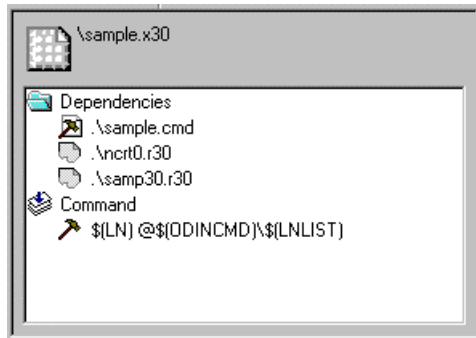 \sample.x30
Dependencies
.\sample.cmd
.\ncrt0.r30
.\samp30.r30
Command
$(LN) @$(ODINCMD)\$(LNLIST)